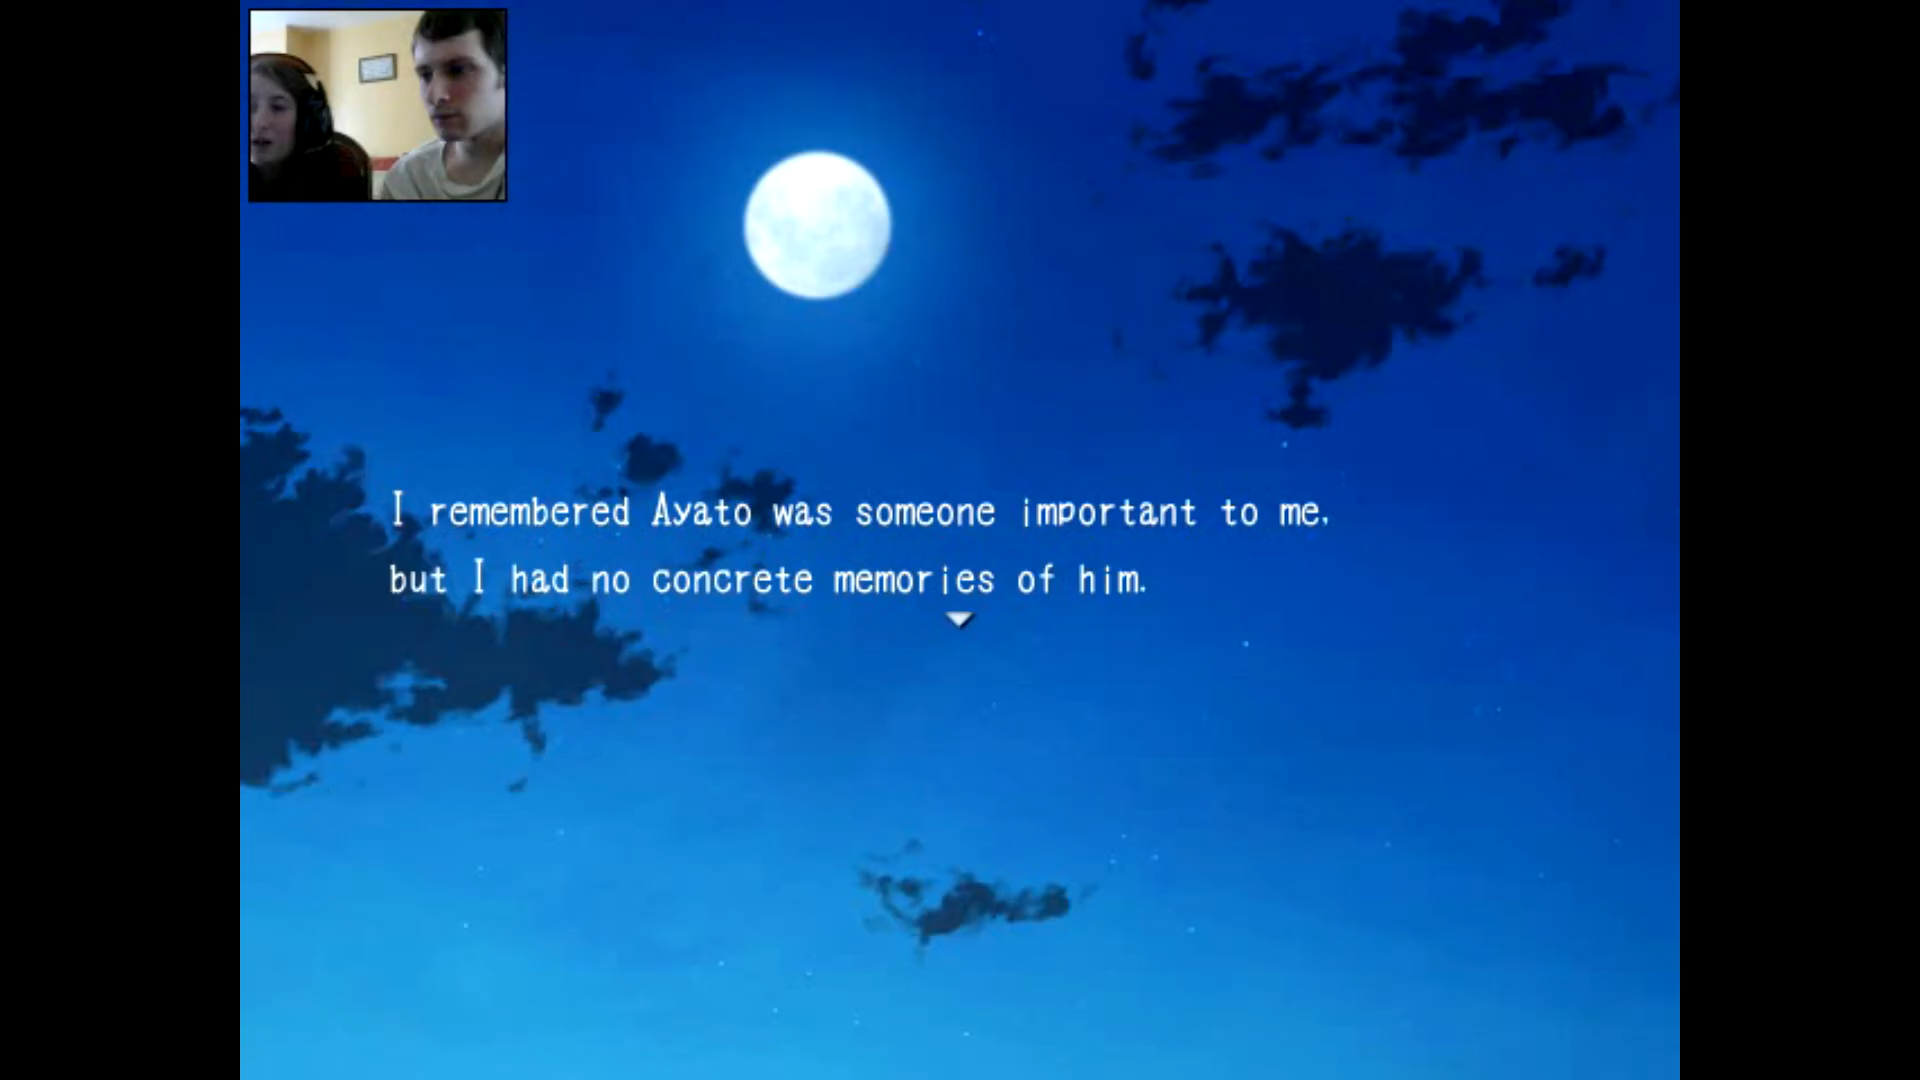 I remembered Ayato was someone important to me,
but I had no concrete memories of him.